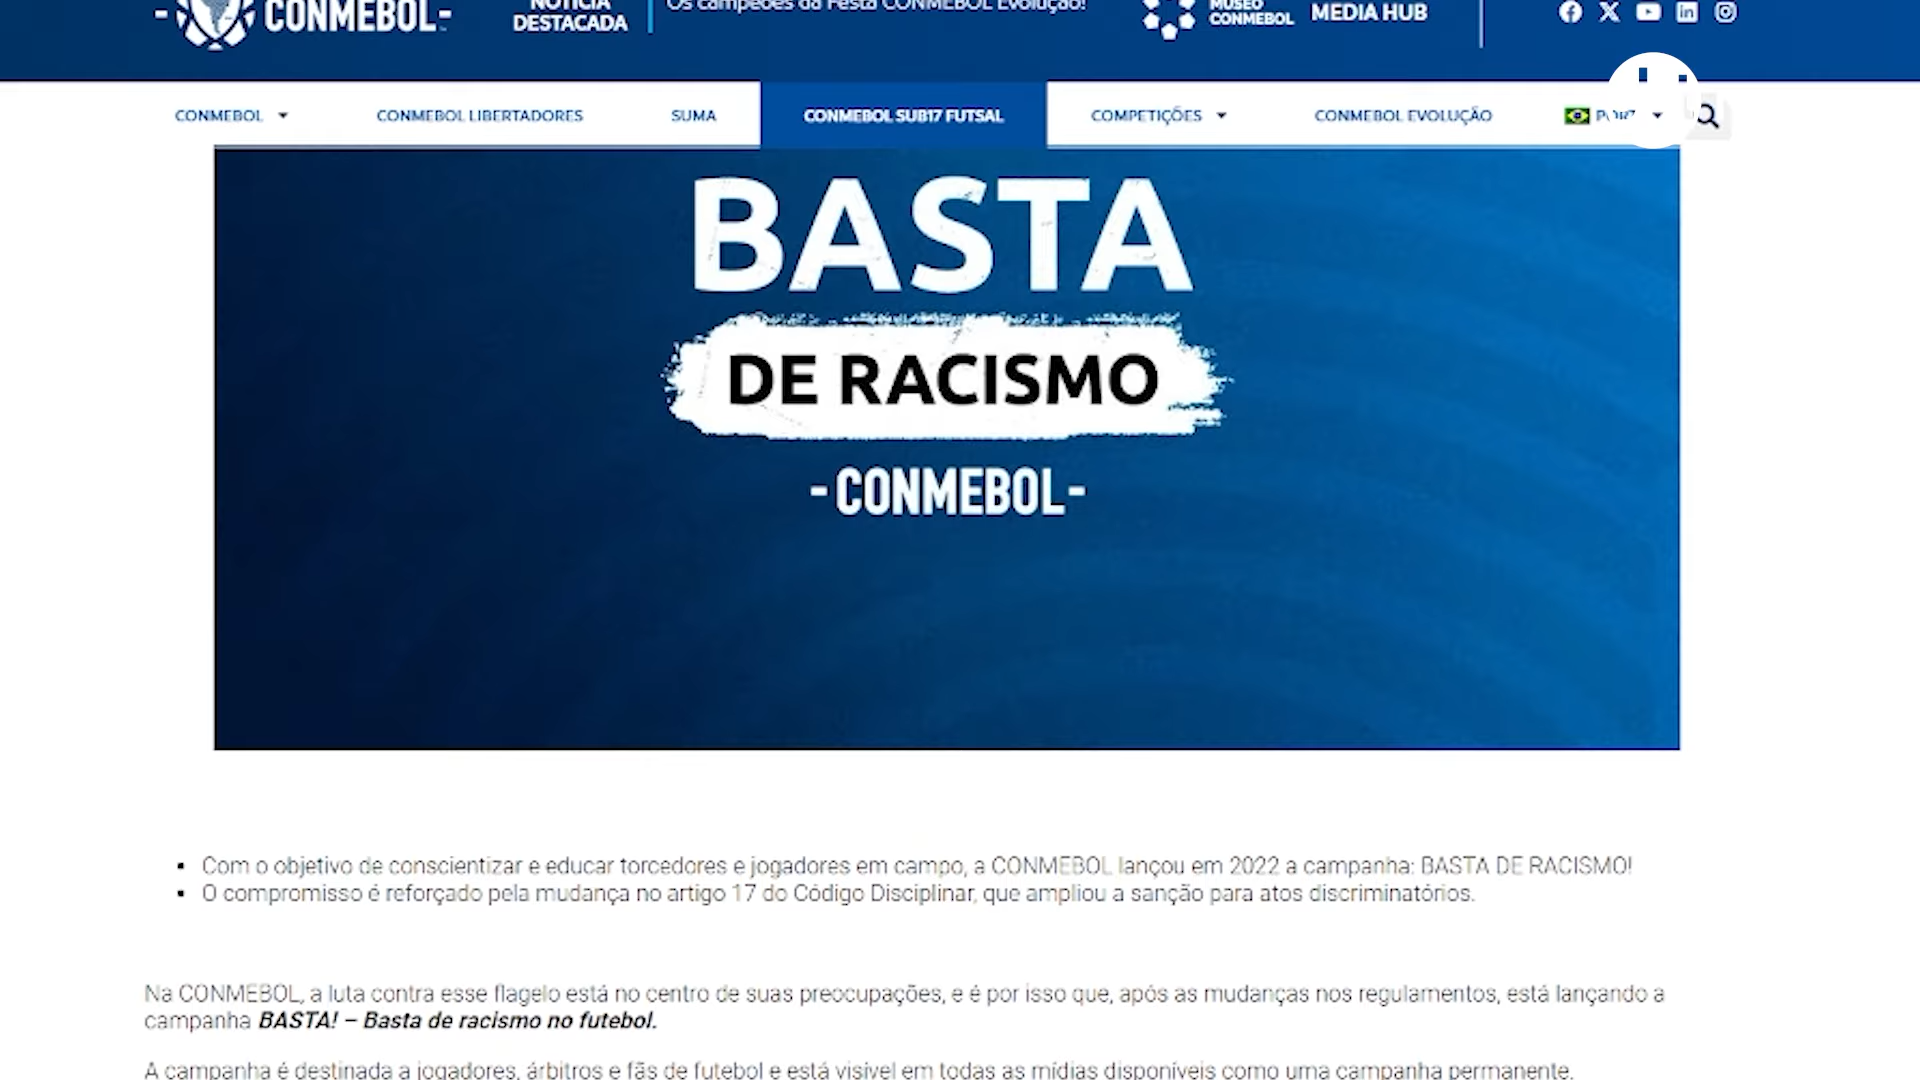 -CONMEBOL-
NOTÍCIA
DESTACADA
Os campeões da Festa CONMEBOL Evolução!
MUSEO
CONMEBOL
MEDIA HUB
CONMEBOL
CONMEBOL LIBERTADORES
SUMA
CONMEBOL SUB17 FUTSAL
COMPETIÇÕES
CONMEBOL EVOLUÇÃO
BASTA
DE RACISMO
-CONMEBOL-
• Com o objetivo de conscientizar e educar torcedores e jogadores em campo, a CONMEBOL lançou em 2022 a campanha: BASTA DE RACISMO!
• O compromisso é reforçado pela mudança no artigo 17 do Código Disciplinar, que ampliou a sanção para atos discriminatórios.
Na CONMEBOL, a luta contra esse flagelo está no centro de suas preocupações, e é por isso que, após as mudanças nos regulamentos, está lançando a
campanha BASTA! – Basta de racismo no futebol.
A campanha é destinada a jogadores, árbitros e fãs de futebol e está visível em todas as mídias disponíveis como uma campanha permanente.